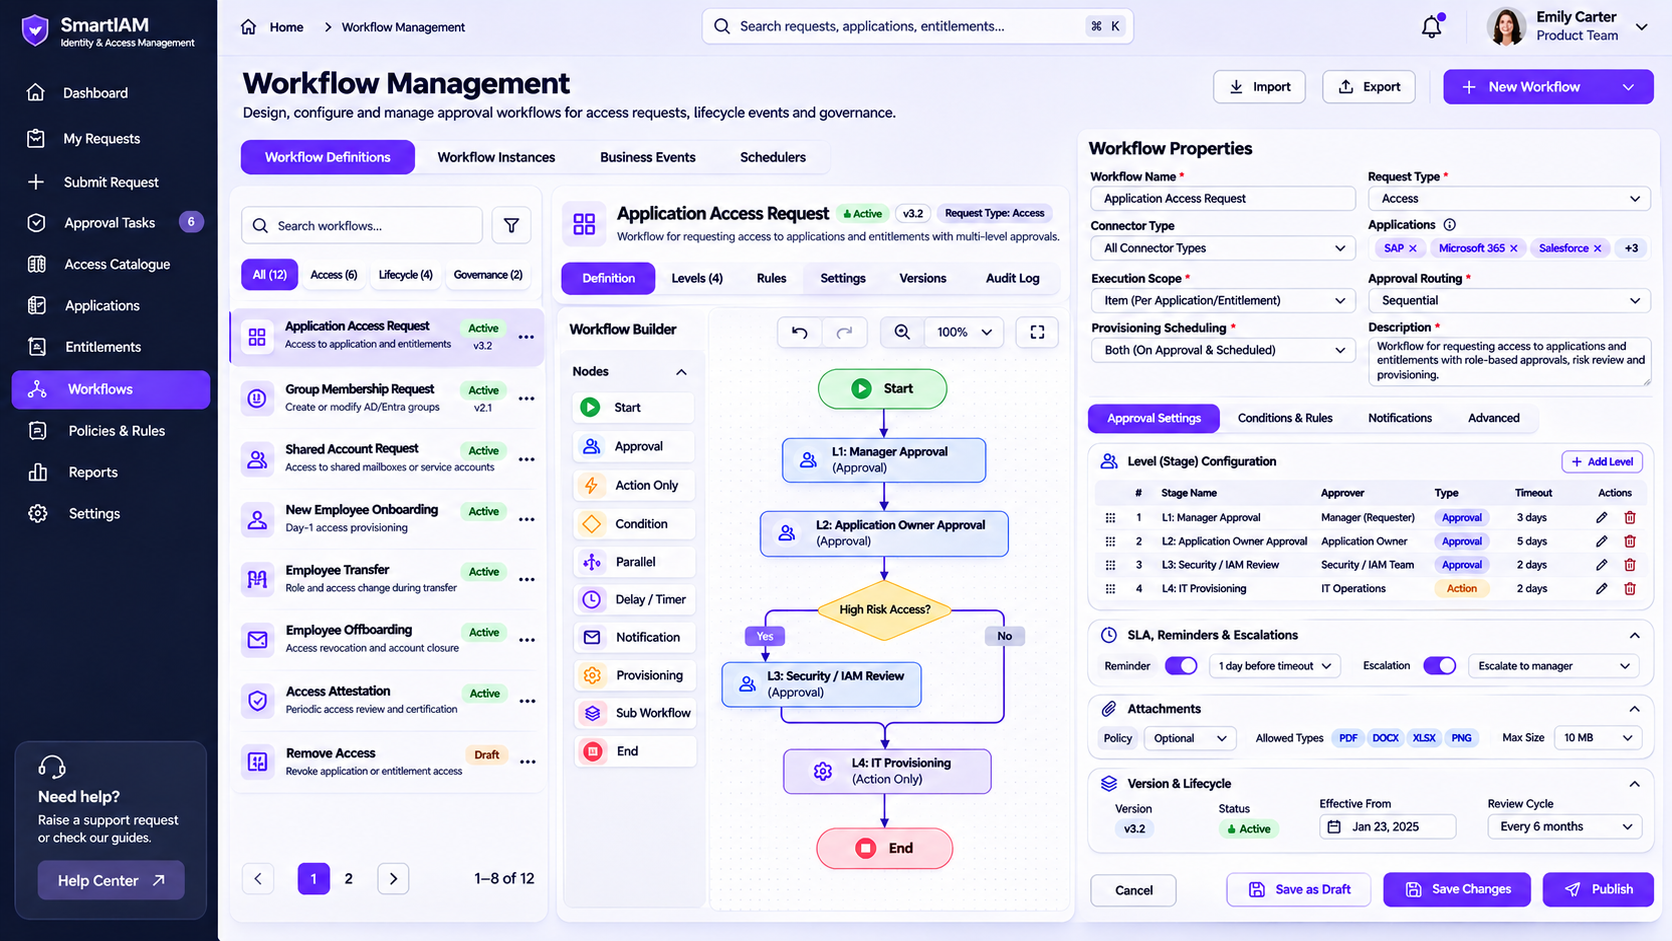 SmartIAM
Identity & Access Management
Dashboard
My Requests
Submit Request
Approval Tasks 6
Access Catalogue
Applications
Entitlements
Workflows
Policies & Rules
Reports
Settings
Need help?
Raise a support request
or check our guides.
Help Center
Home > Workflow Management
Search requests, applications, entitlements... ⌘ K
Emily Carter
Product Team
Workflow Management
Design, configure and manage approval workflows for access requests, lifecycle events and governance.
Import
Export
+ New Workflow
Workflow Definitions
Workflow Instances
Business Events
Schedulers
Search workflows...
All (12)
Access (6)
Lifecycle (4)
Governance (2)
Application Access Request Active
Access to application and entitlements v3.2
Group Membership Request Active
Create or modify AD/Entra groups v2.1
Shared Account Request Active
Access to shared mailboxes or service accounts
New Employee Onboarding Active
Day-1 access provisioning
Employee Transfer Active
Role and access change during transfer
Employee Offboarding Active
Access revocation and account closure
Access Attestation Active
Periodic access review and certification
Remove Access Draft
Revoke application or entitlement access
1 2 1–8 of 12
Application Access Request Active v3.2 Request Type: Access
Workflow for requesting access to applications and entitlements with multi-level approvals.
Definition
Levels (4)
Rules
Settings
Versions
Audit Log
Workflow Builder
100%
Nodes
Start
Approval
Action Only
Condition
Parallel
Delay / Timer
Notification
Provisioning
Sub Workflow
End
Start
L1: Manager Approval
(Approval)
L2: Application Owner Approval
(Approval)
High Risk Access?
Yes
No
L3: Security / IAM Review
(Approval)
L4: IT Provisioning
(Action Only)
End
Workflow Properties
Workflow Name * Request Type *
Application Access Request Access
Connector Type Applications
All Connector Types SAP × Microsoft 365 × Salesforce × +3
Execution Scope * Approval Routing *
Item (Per Application/Entitlement) Sequential
Provisioning Scheduling * Description *
Both (On Approval & Scheduled)
Workflow for requesting access to applications and
entitlements with role-based approvals, risk review and
provisioning.
Approval Settings
Conditions & Rules
Notifications
Advanced
Level (Stage) Configuration + Add Level
# Stage Name Approver Type Timeout Actions
1 L1: Manager Approval Manager (Requester) Approval 3 days
2 L2: Application Owner Approval Application Owner Approval 5 days
3 L3: Security / IAM Review Security / IAM Team Approval 2 days
4 L4: IT Provisioning IT Operations Action 2 days
SLA, Reminders & Escalations
Reminder 1 day before timeout Escalation Escalate to manager
Attachments
Policy Optional Allowed Types PDF DOCX XLSX PNG Max Size 10 MB
Version & Lifecycle
Version Status Effective From Review Cycle
v3.2 Active Jan 23, 2025 Every 6 months
Cancel
Save as Draft
Save Changes
Publish